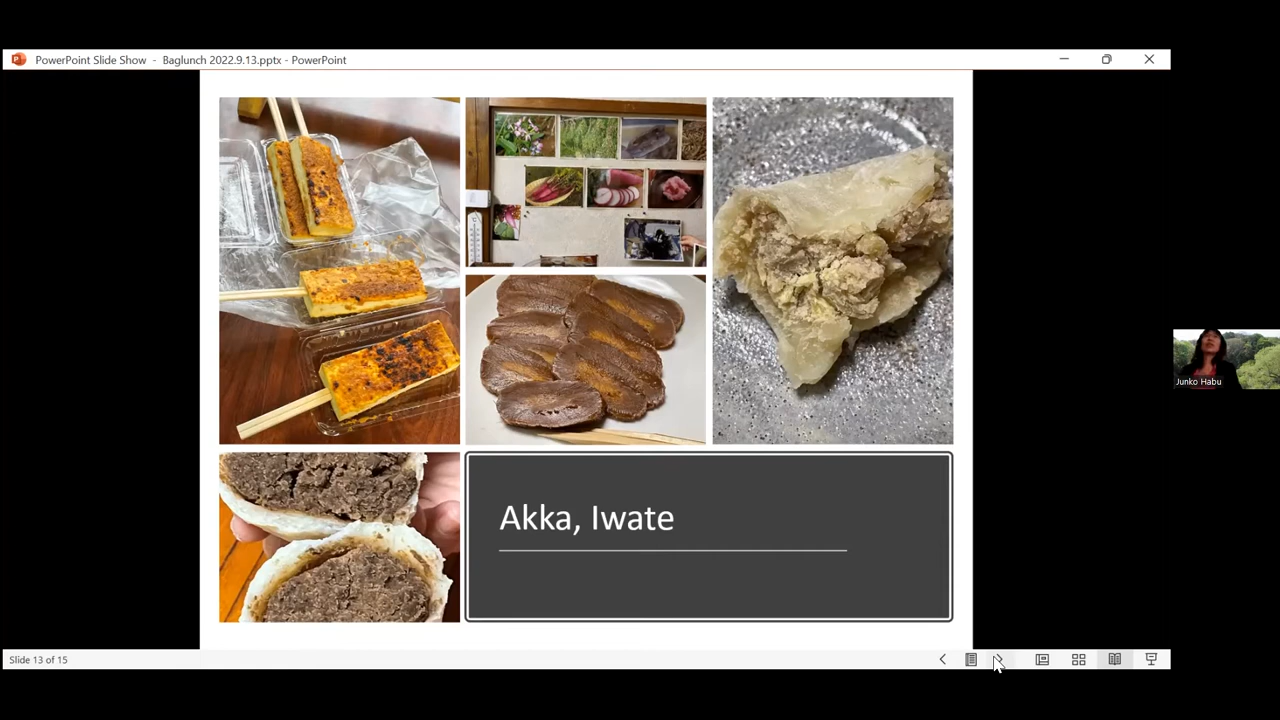 PowerPoint Slide Show - Baglunch 2022.9.13.pptx - PowerPoint
Akka, Iwate
Junko Habu
Slide 13 of 15